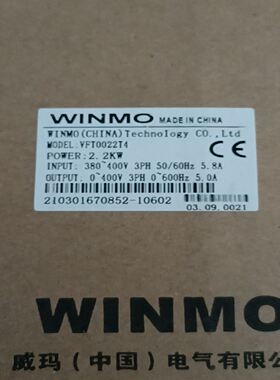 WINMO MADE IN CHINA
WINMO(CHINA)Technology CO.,Ltd
MODEL:VFT0022T4
POWER:2.2KW
INPUT: 380~400V 3PH 50/60Hz 5.8A
OUTPUT: 0~400V 3PH 0~600Hz 5.0A
210301670852-10602
03.09.0021
WINMO
威玛（中国）电气有限